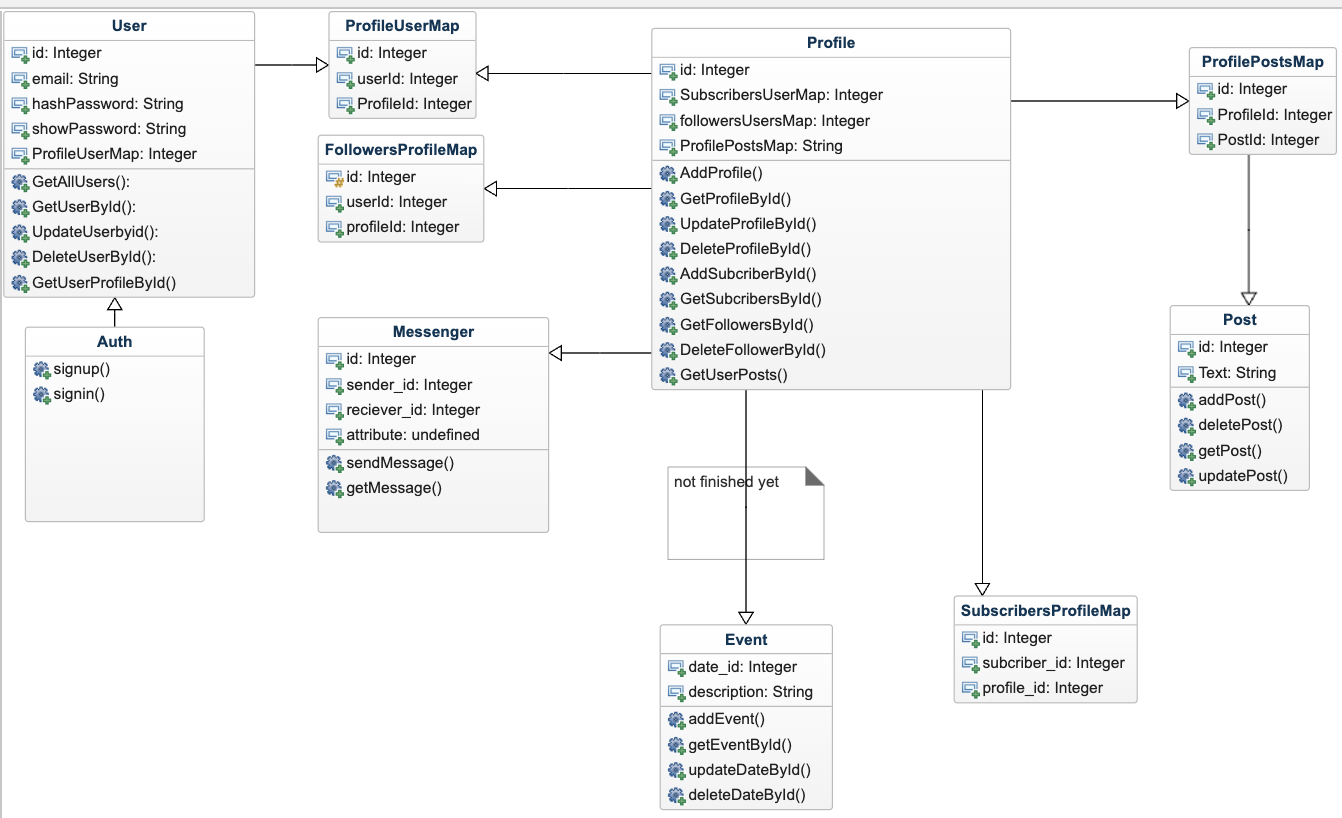 User
id: Integer
email: String
hashPassword: String
showPassword: String
ProfileUserMap: Integer
GetAllUsers():
GetUserById():
UpdateUserbyid():
DeleteUserById():
GetUserProfileById()
Auth
signup()
signin()
ProfileUserMap
id: Integer
userId: Integer
ProfileId: Integer
FollowersProfileMap
id: Integer
userId: Integer
profileId: Integer
Messenger
id: Integer
sender_id: Integer
reciever_id: Integer
attribute: undefined
sendMessage()
getMessage()
Profile
id: Integer
SubscribersUserMap: Integer
followersUsersMap: Integer
ProfilePostsMap: String
AddProfile()
GetProfileById()
UpdateProfileById()
DeleteProfileById()
AddSubcriberById()
GetSubcribersById()
GetFollowersById()
DeleteFollowerById()
GetUserPosts()
not finished yet
Event
date_id: Integer
description: String
addEvent()
getEventById()
updateDateById()
deleteDateById()
SubscribersProfileMap
id: Integer
subcriber_id: Integer
profile_id: Integer
ProfilePostsMap
id: Integer
ProfileId: Integer
PostId: Integer
Post
id: Integer
Text: String
addPost()
deletePost()
getPost()
updatePost()